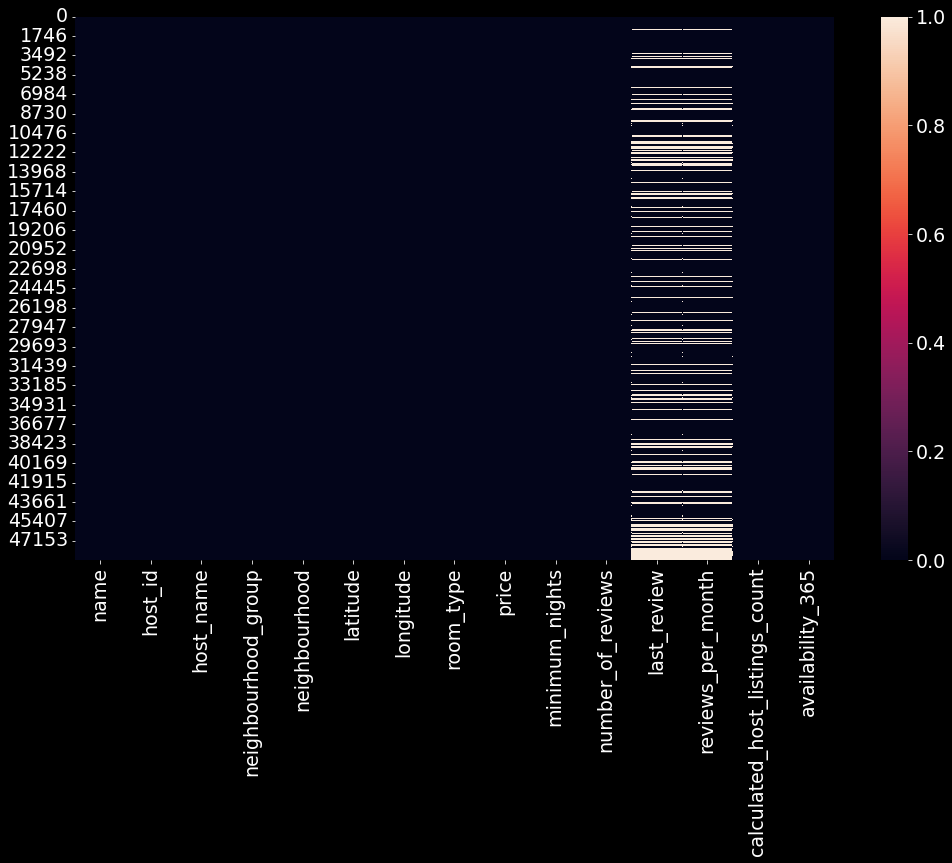 0
1746
3492
5238
6984
8730
10476
12222
13968
15714
17460
19206
20952
22698
24445
26198
27947
29693
31439
33185
34931
36677
38423
40169
41915
43661
45407
47153
name
host_id
host_name
neighbourhood_group
neighbourhood
latitude
longitude
room_type
price
minimum_nights
number_of_reviews
last_review
reviews_per_month
calculated_host_listings_count
availability_365
1.0
0.8
0.6
0.4
0.2
0.0